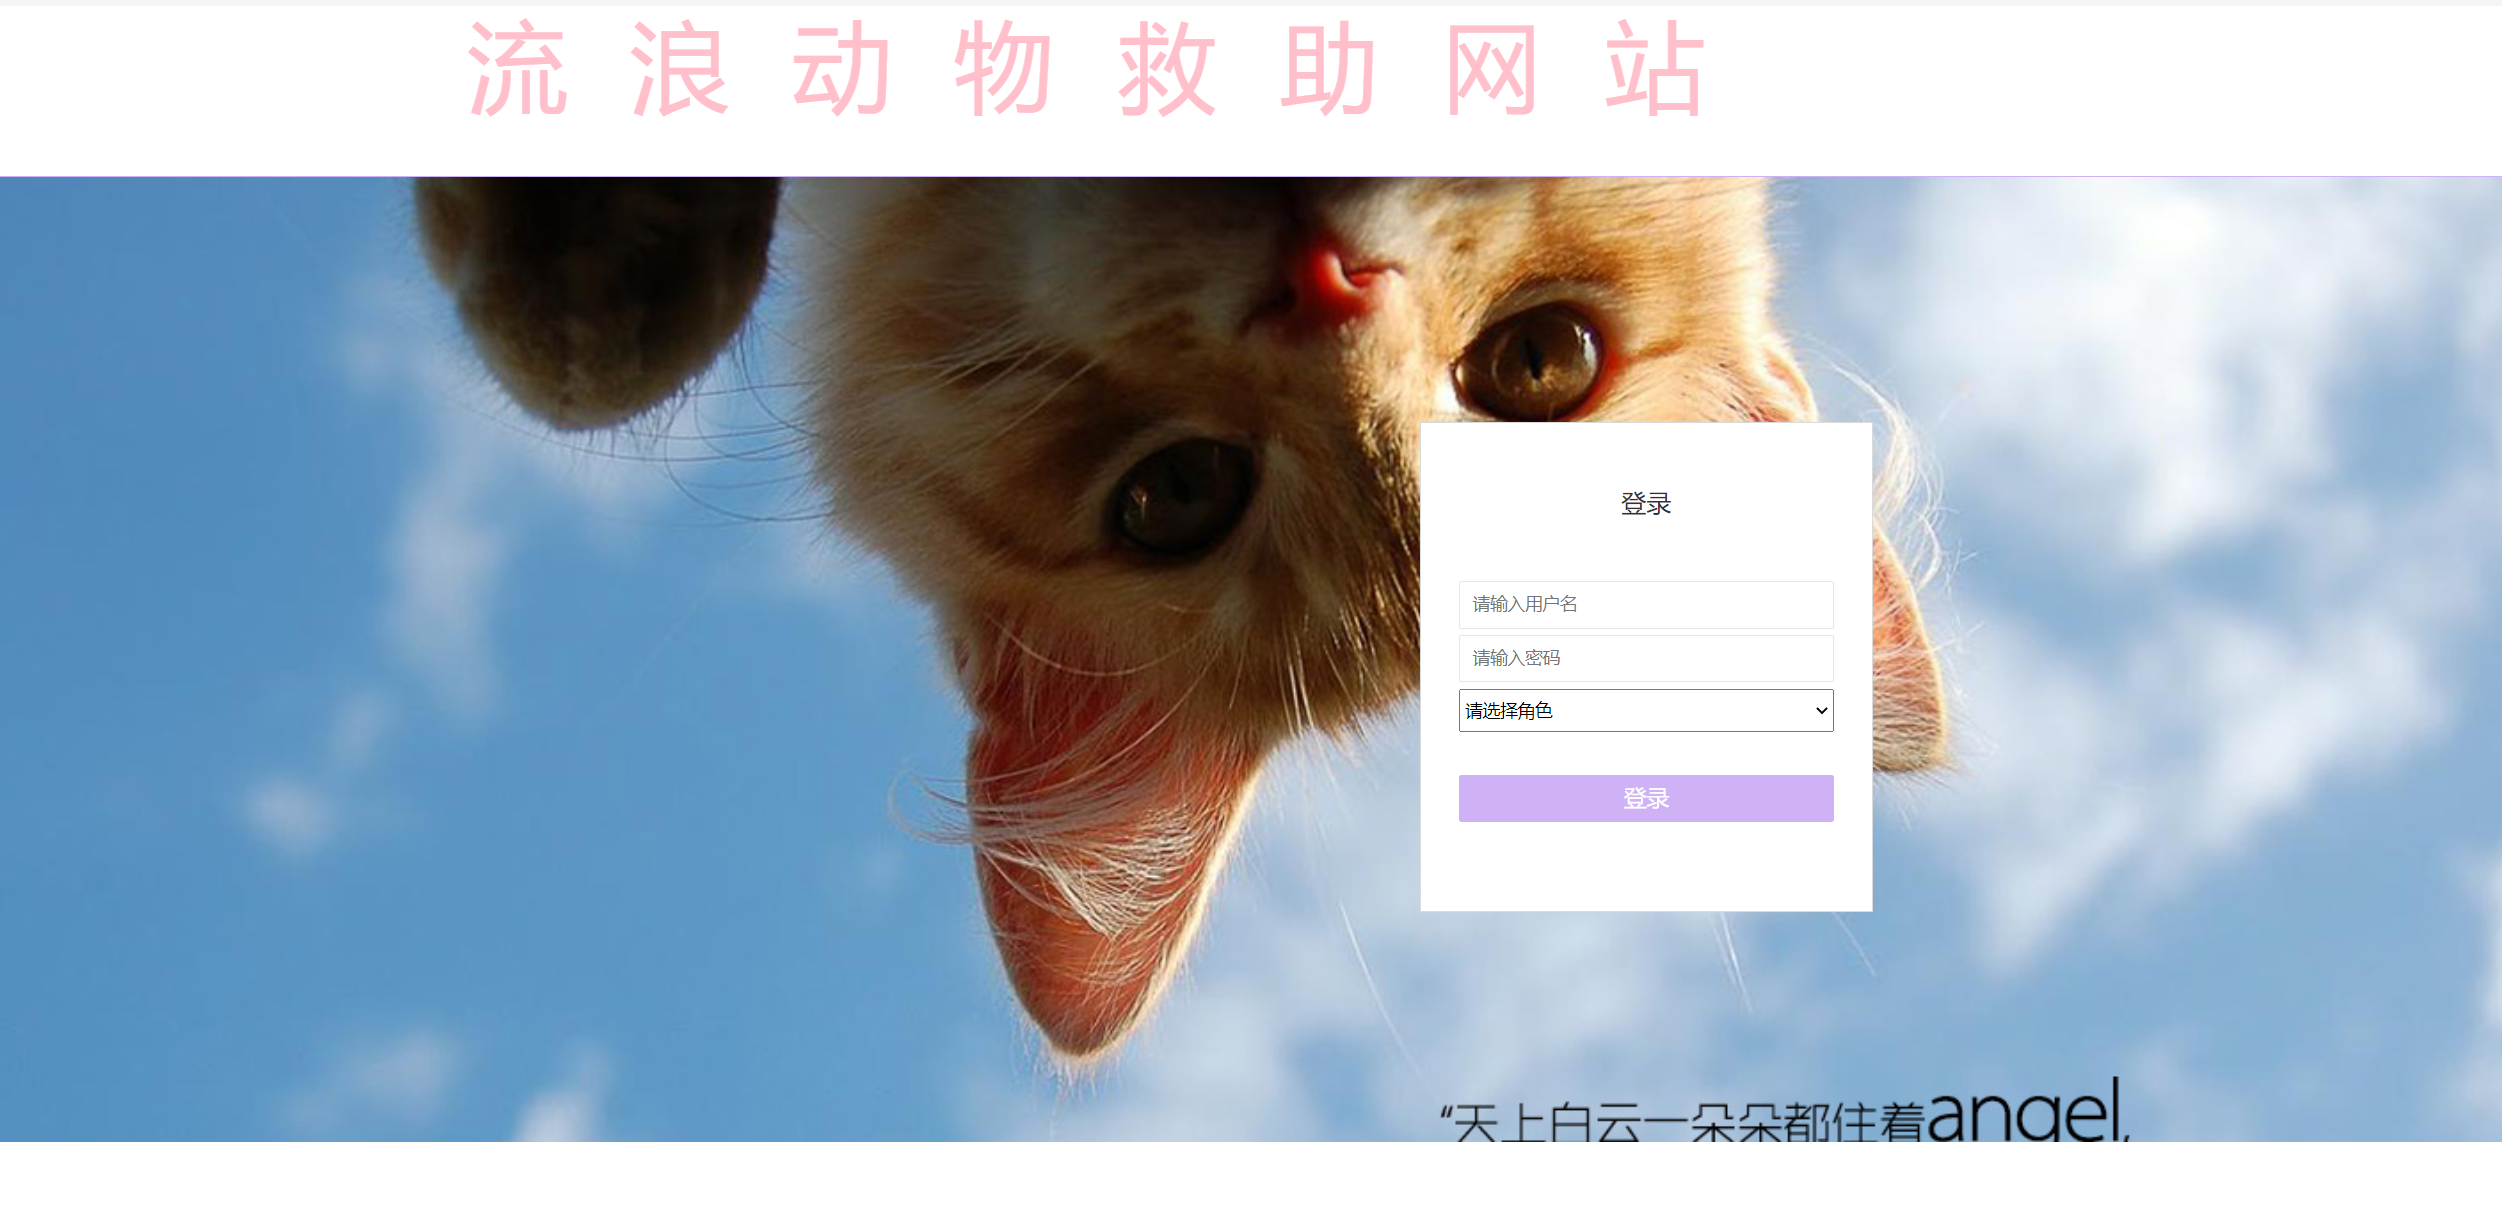 流浪动物救助网站
登录
请输入用户名
请输入密码
请选择角色
登录
“天上白云一朵朵都住着angel,